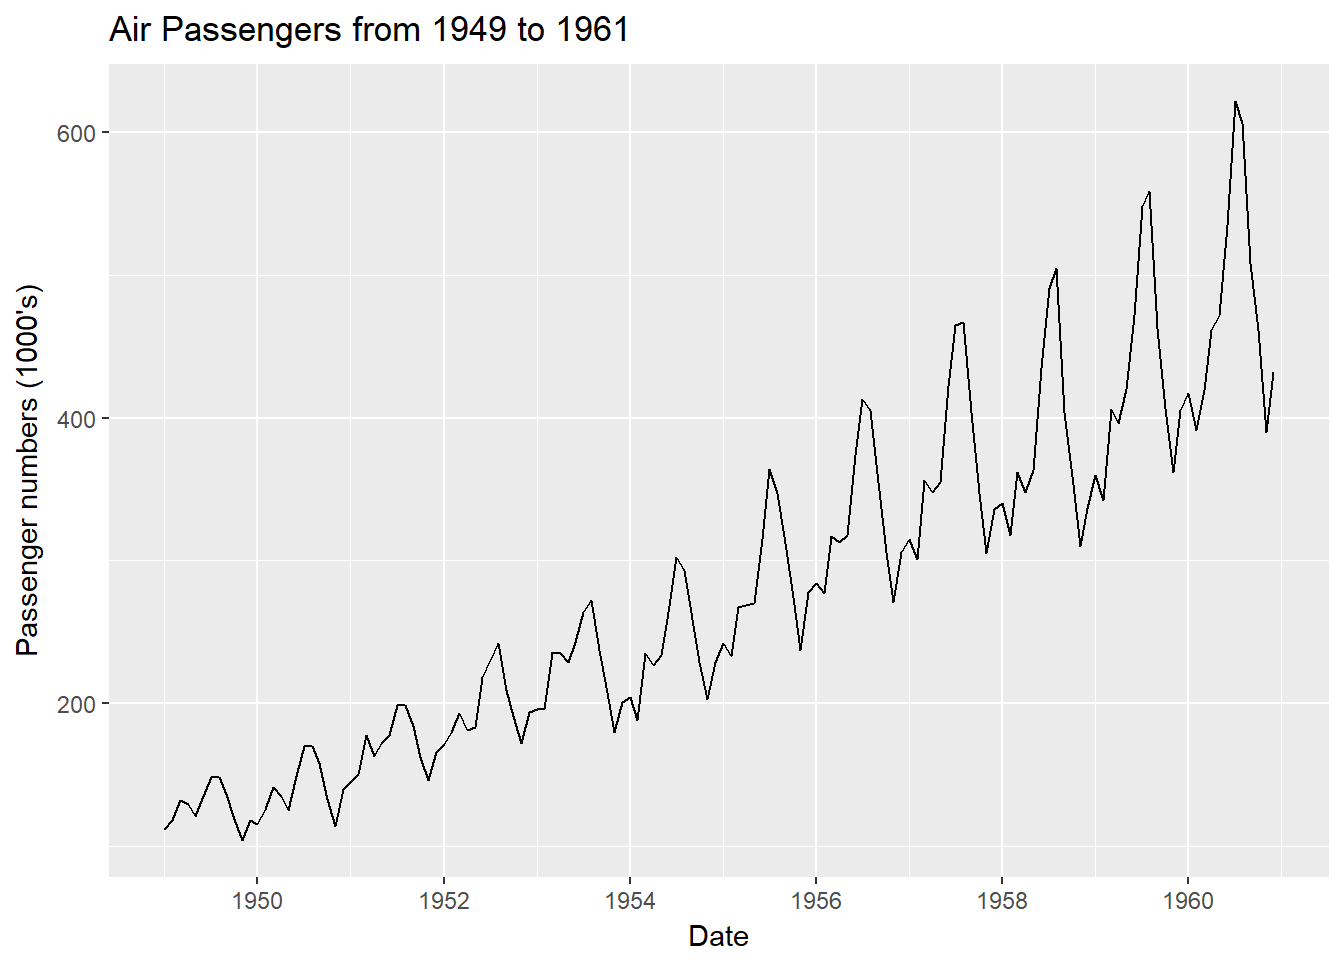 Air Passengers from 1949 to 1961
Passenger numbers (1000's)
600
400
200
1950 1952 1954 1956 1958 1960
Date